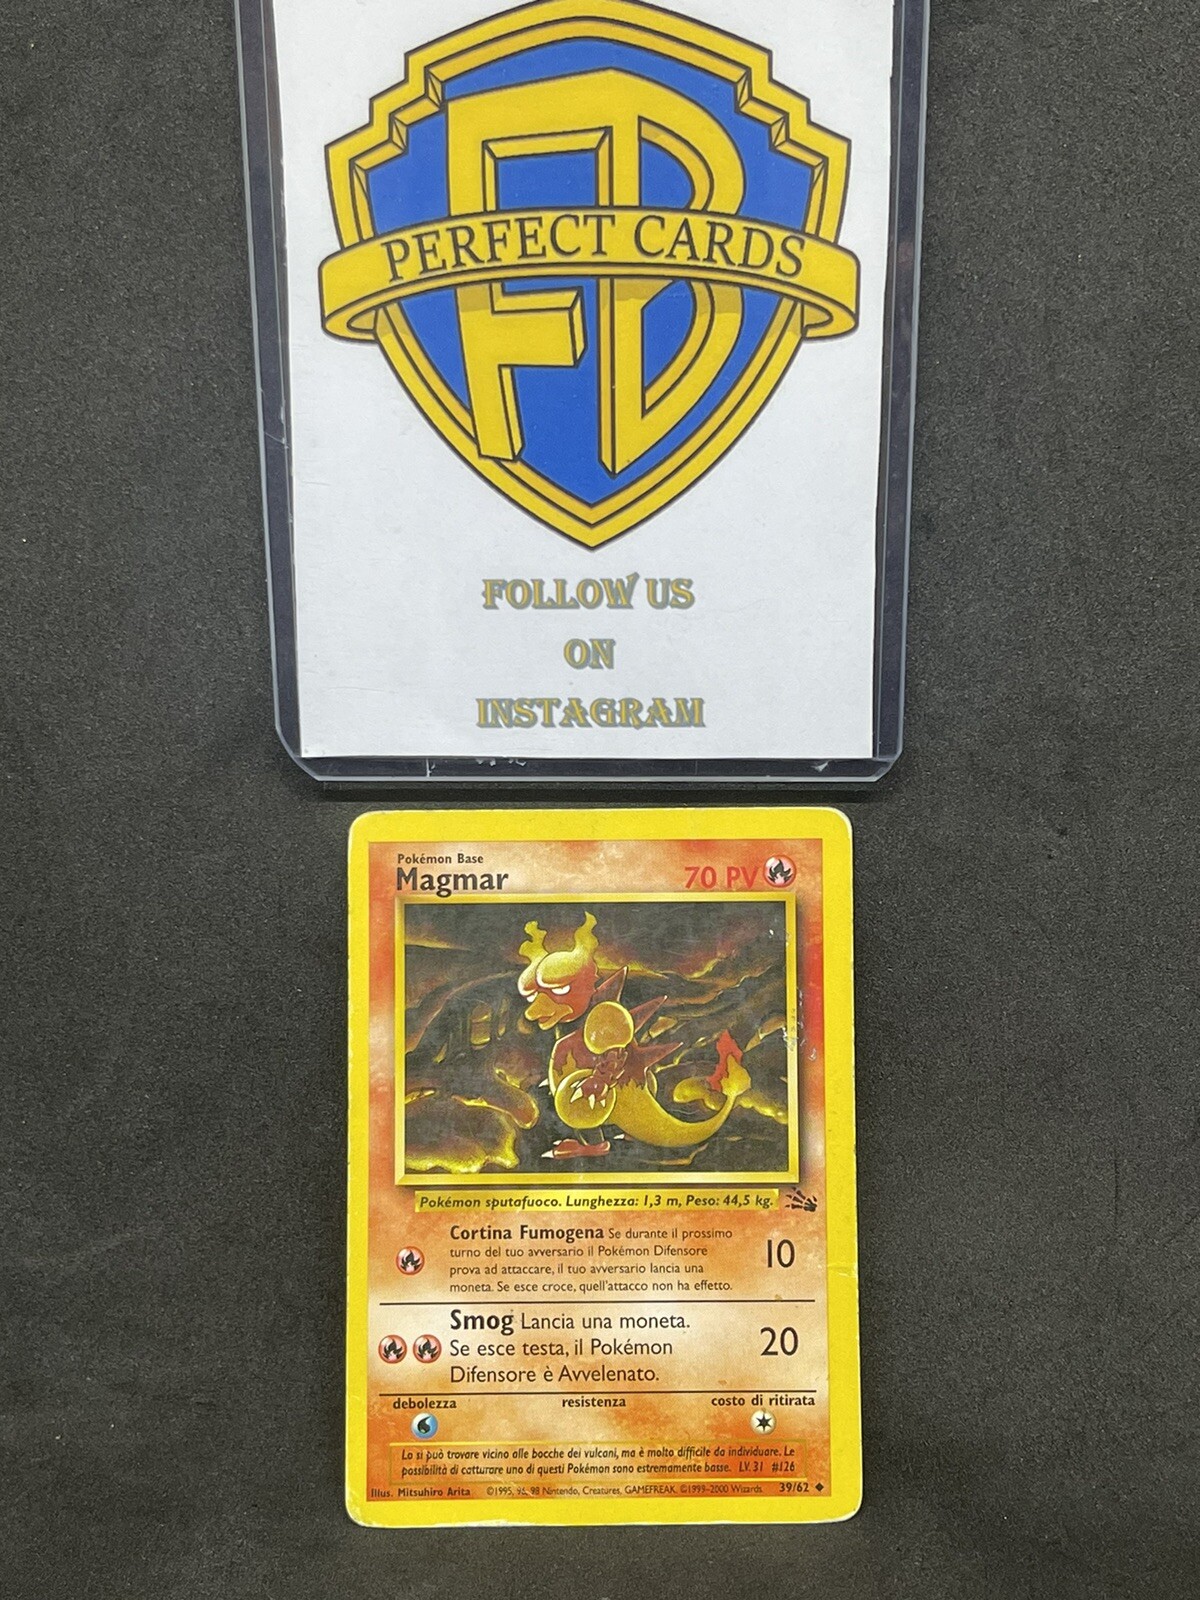 FB
PERFECT CARDS
FOLLOW US
ON
INSTAGRAM
Pokémon Base
Magmar
70 PV
Pokémon sputafuoco. Lunghezza: 1,3 m, Peso: 44,5 kg.
Cortina Fumogena Se durante il prossimo
turno del tuo avversario il Pokémon Difensore
prova ad attaccare, il tuo avversario lancia una
moneta. Se esce croce, quell'attacco non ha effetto.
10
Smog Lancia una moneta.
Se esce testa, il Pokémon
Difensore è Avvelenato.
20
debolezza resistenza costo di ritirata
Lo si può trovare vicino alle bocche dei vulcani, ma è molto difficile da individuare. Le
possibilità di catturare uno di questi Pokémon sono estremamente basse. LV. 31 #126
Illus. Mitsuhiro Arita ©1995, 96, 98 Nintendo, Creatures, GAMEFREAK. ©1999-2000 Wizards. 39/62